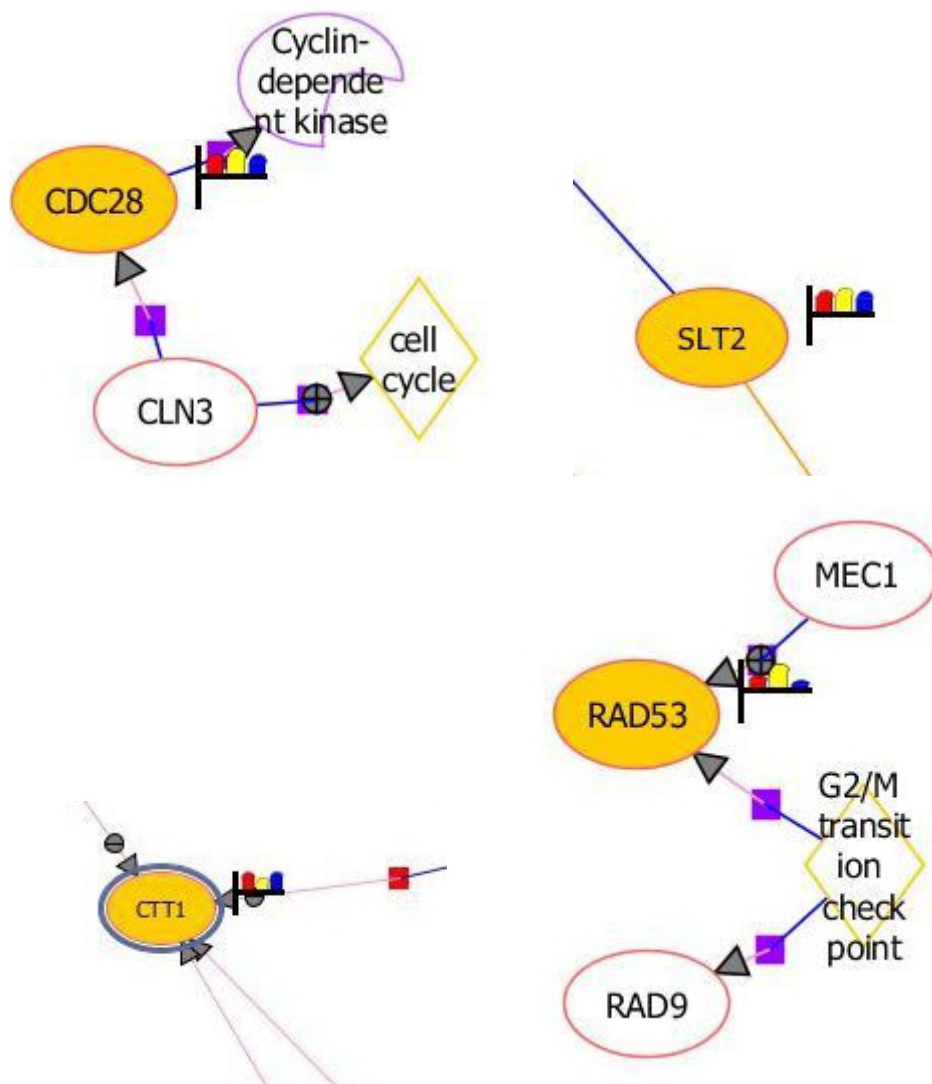 Cyclin-
depende
nt kinase
CDC28
cell
cycle
CLN3
SLT2
MEC1
RAD53
G2/M
transit
ion
check
point
RAD9
CTT1